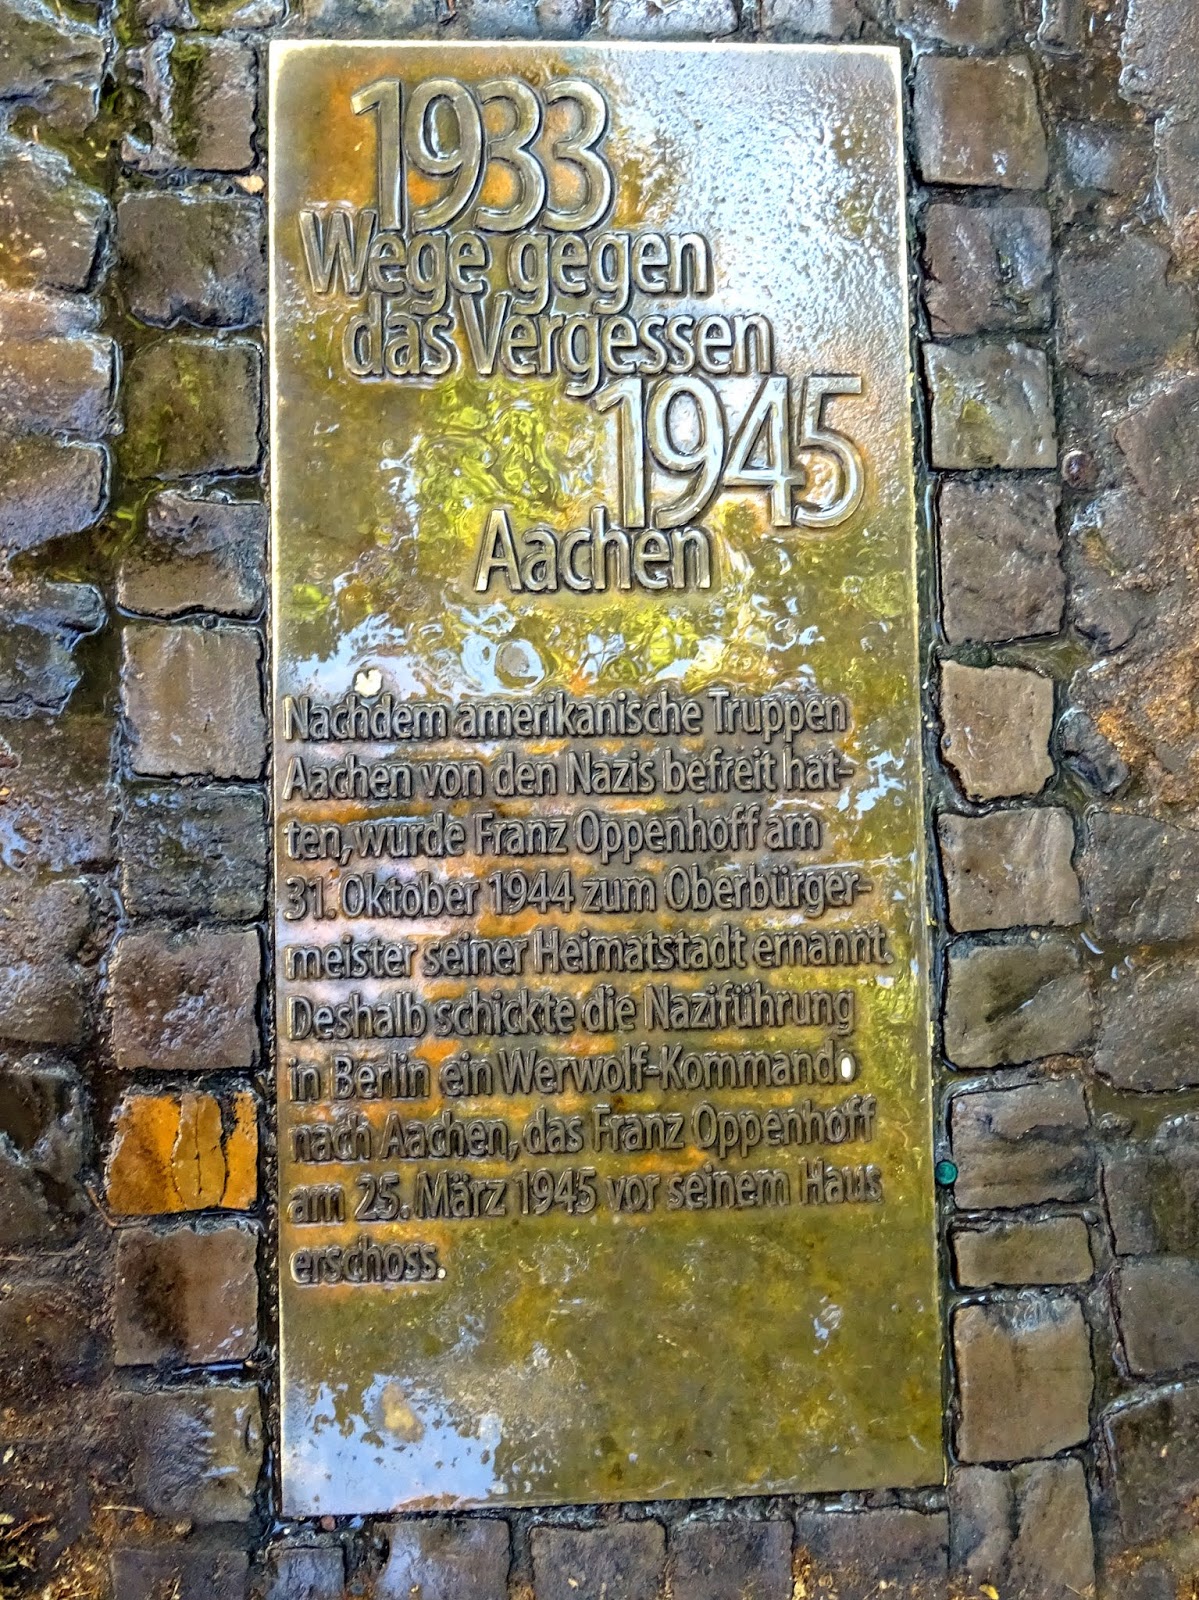 1933
Wege gegen
das Vergessen
1945
Aachen
Nachdem amerikanische Truppen
Aachen von den Nazis befreit hat-
ten, wurde Franz Oppenhoff am
31. Oktober 1944 zum Oberbürger-
meister seiner Heimatstadt ernannt.
Deshalb schickte die Naziführung
in Berlin ein Werwolf-Kommando
nach Aachen, das Franz Oppenhoff
am 25. März 1945 vor seinem Haus
erschoss.